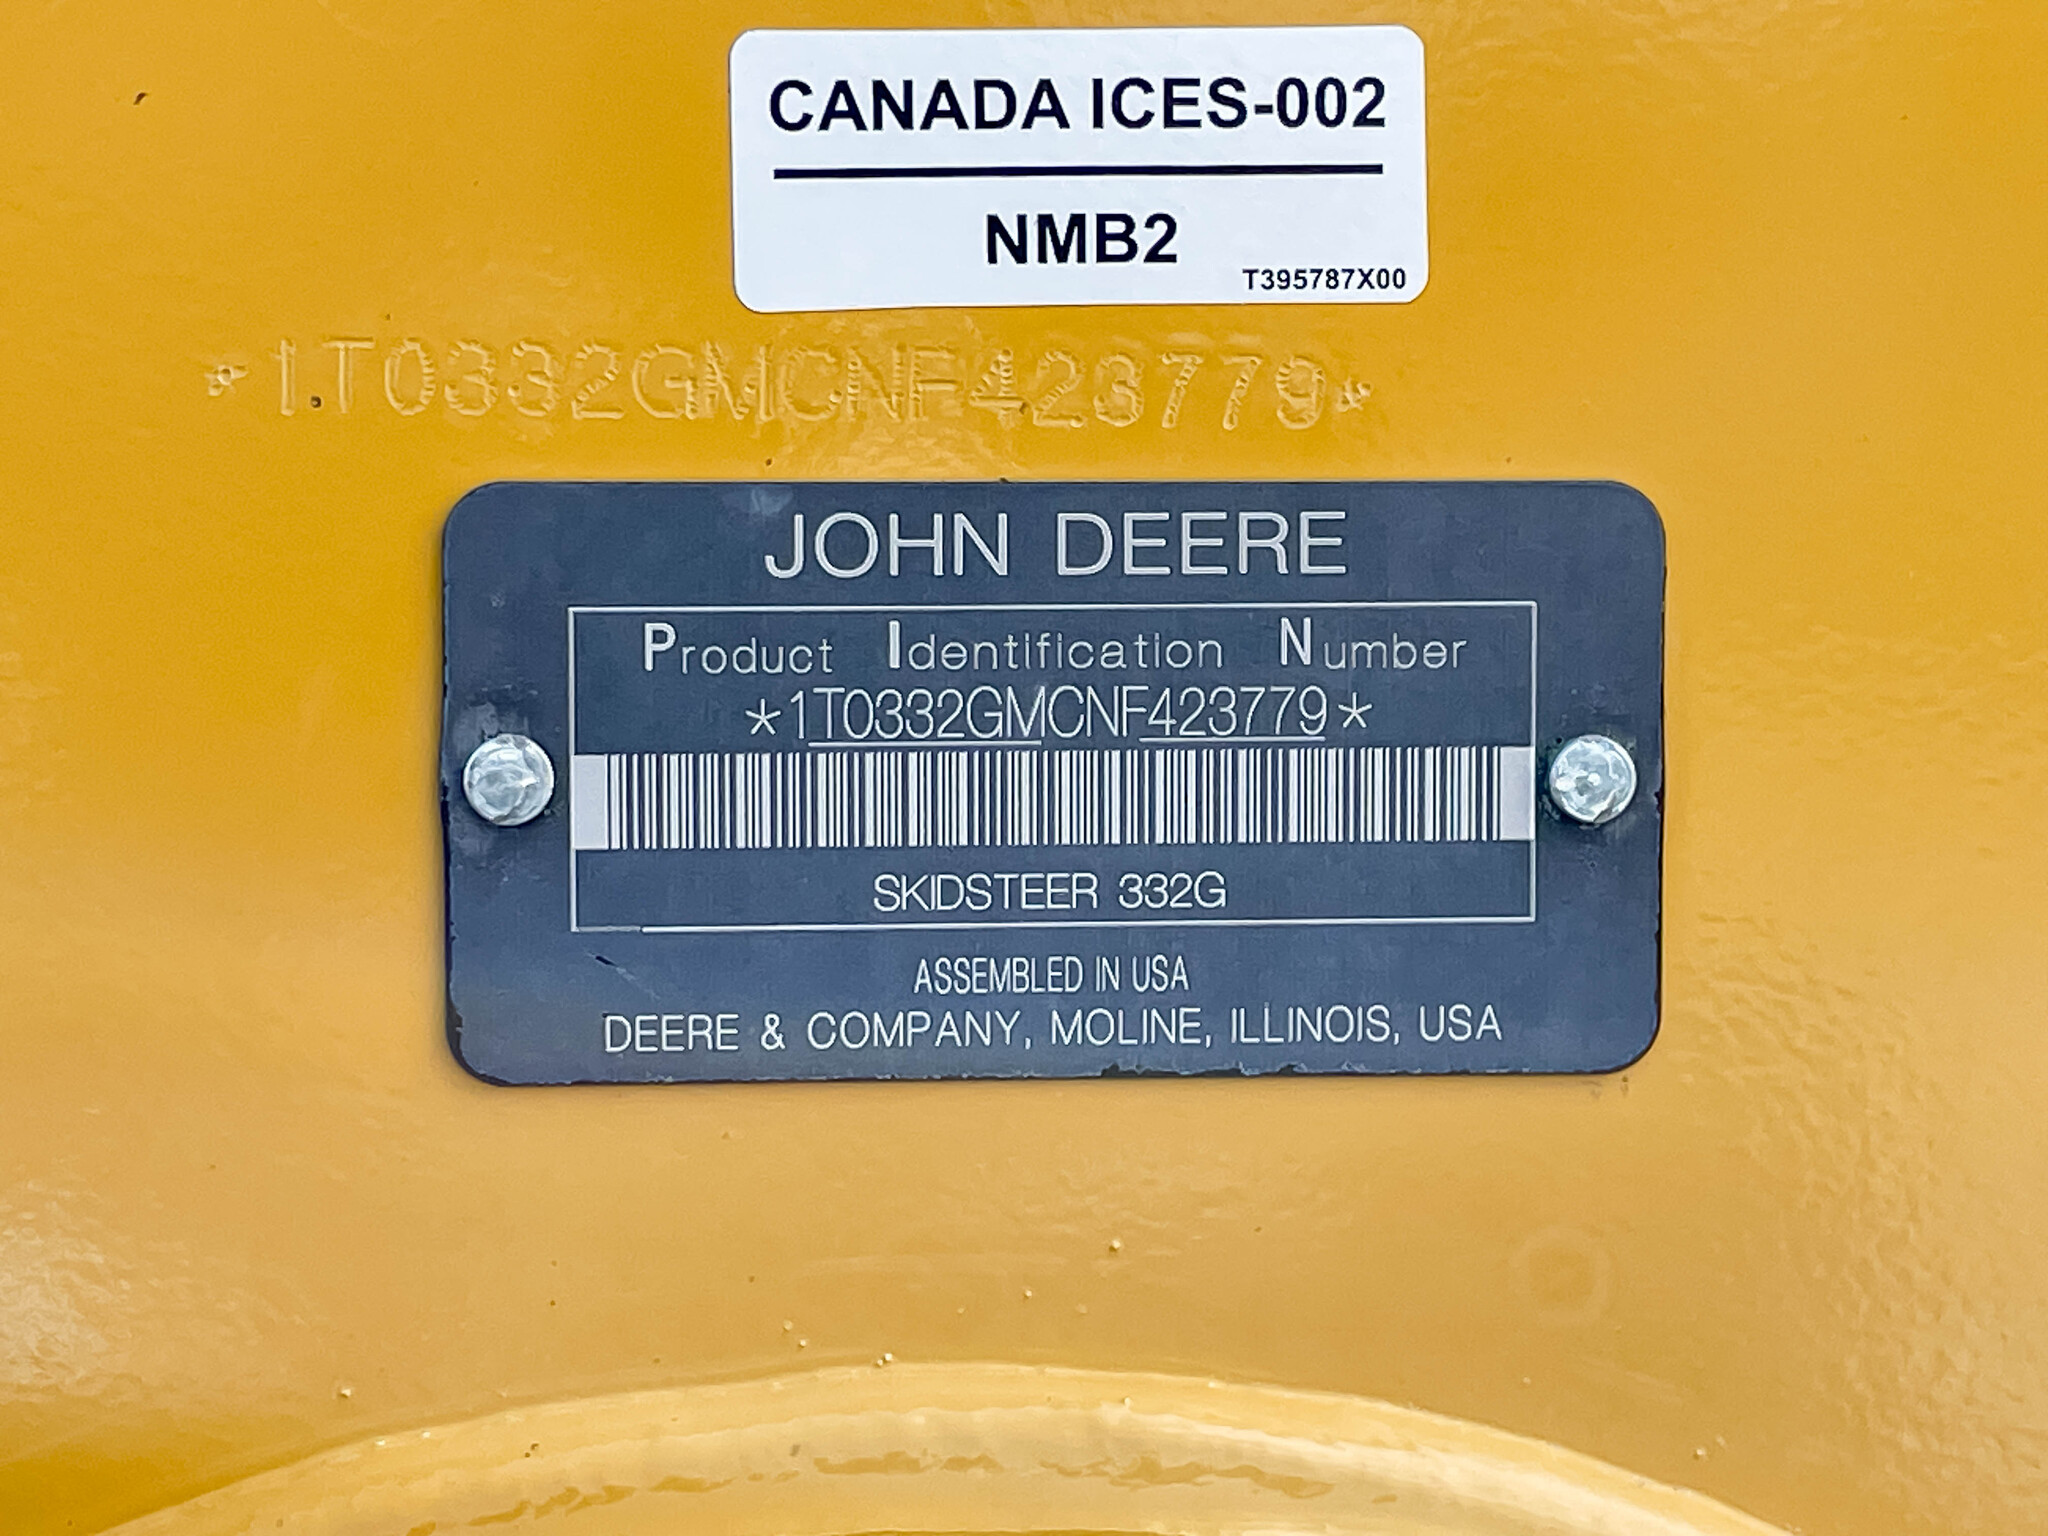 CANADA ICES-002
NMB2
T395787X00
*1T0332GMCNF423779*
JOHN DEERE
Product Identification Number
*1T0332GMCNF423779*
SKIDSTEER 332G
ASSEMBLED IN USA
DEERE & COMPANY, MOLINE, ILLINOIS, USA